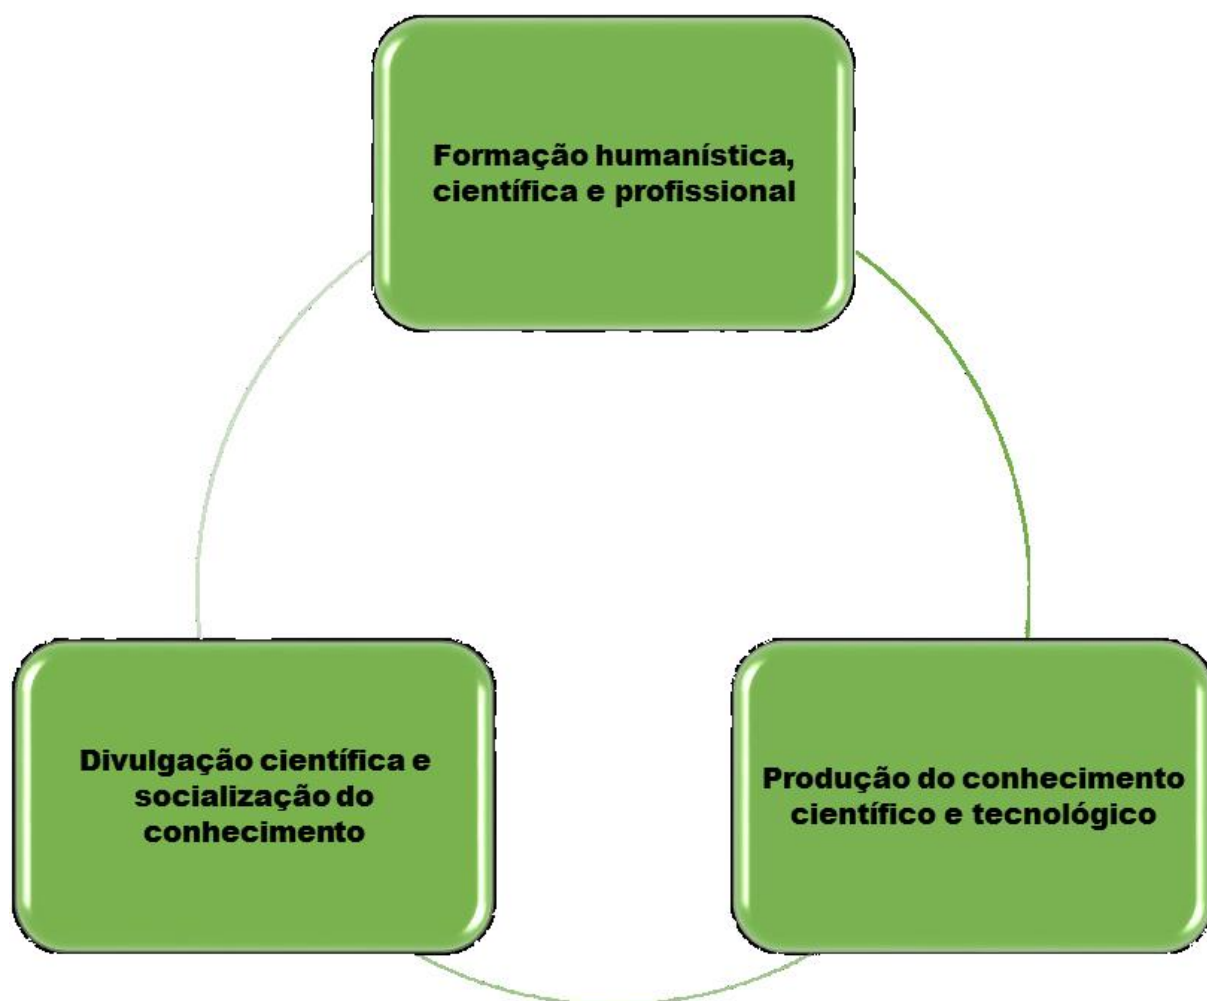 Formação humanística,
científica e profissional
Divulgação científica e
socialização do
conhecimento
Produção do conhecimento
científico e tecnológico